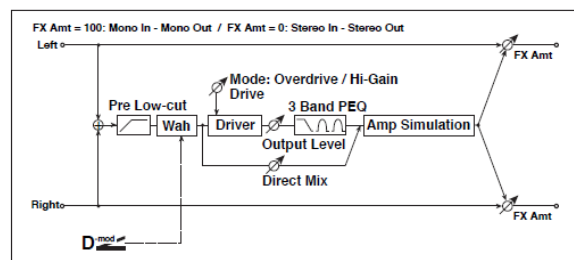 FX Amt = 100: Mono In - Mono Out / FX Amt = 0: Stereo In - Stereo Out
Left
FX Amt
Mode: Overdrive / Hi-Gain
Drive
Pre Low-cut
3 Band PEQ
Wah
Driver
Amp Simulation
Output Level
Direct Mix
Right
FX Amt
D-mod